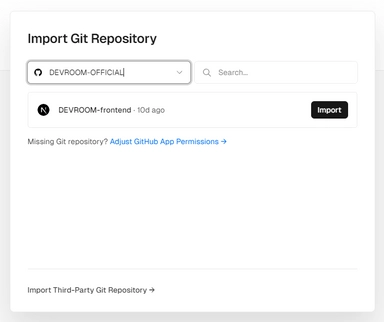 Import Git Repository
DEVROOM-OFFICIAL
Search...
DEVROOM-frontend · 10d ago
Import
Missing Git repository? Adjust GitHub App Permissions →
Import Third-Party Git Repository →